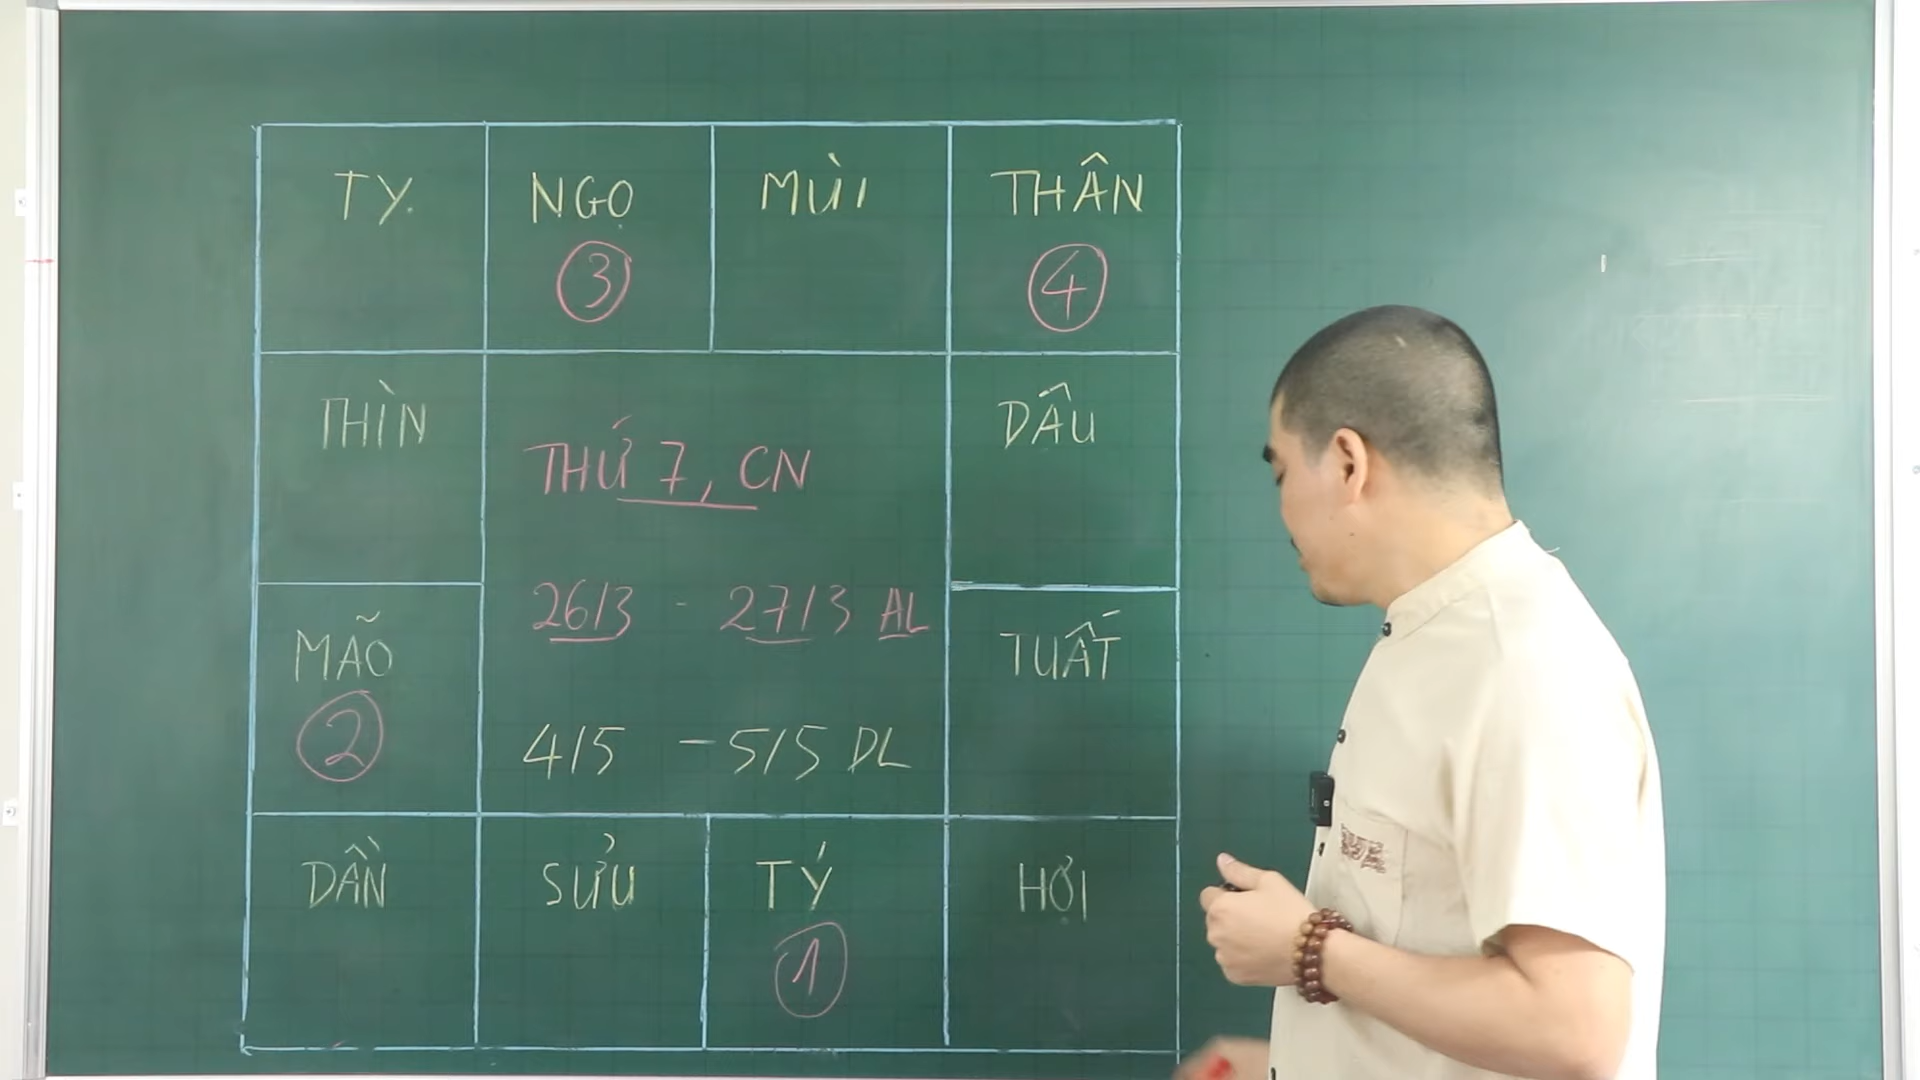 TY.
NGỌ
MÙI
THÂN
3
4
THÌN
DẬU
THỨ 7, CN
26/3 - 27/3 AL
MÃO
TUẤT
2
4/5 - 5/5 DL
DẦN
SỬU
TÝ
HỢI
1